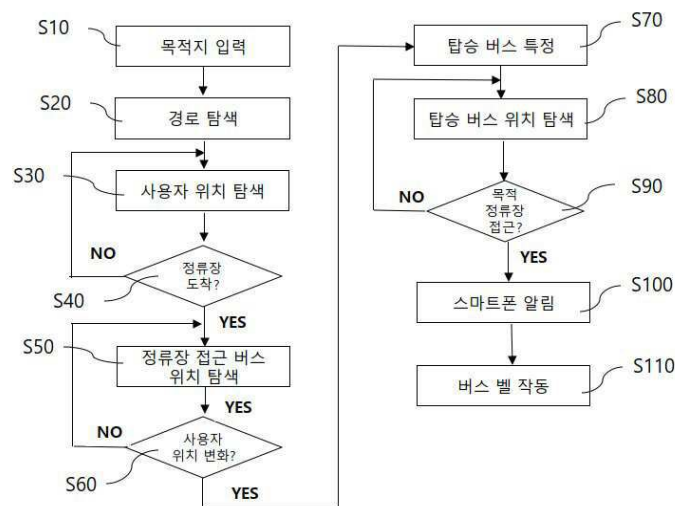 S10
목적지 입력
S20
경로 탐색
S30
사용자 위치 탐색
NO
정류장
도착?
S40
YES
S50
정류장 접근 버스
위치 탐색
YES
NO
사용자
위치 변화?
S60
YES
S70
탑승 버스 특정
S80
탑승 버스 위치 탐색
NO
목적
정류장
접근?
S90
YES
S100
스마트폰 알림
S110
버스 벨 작동